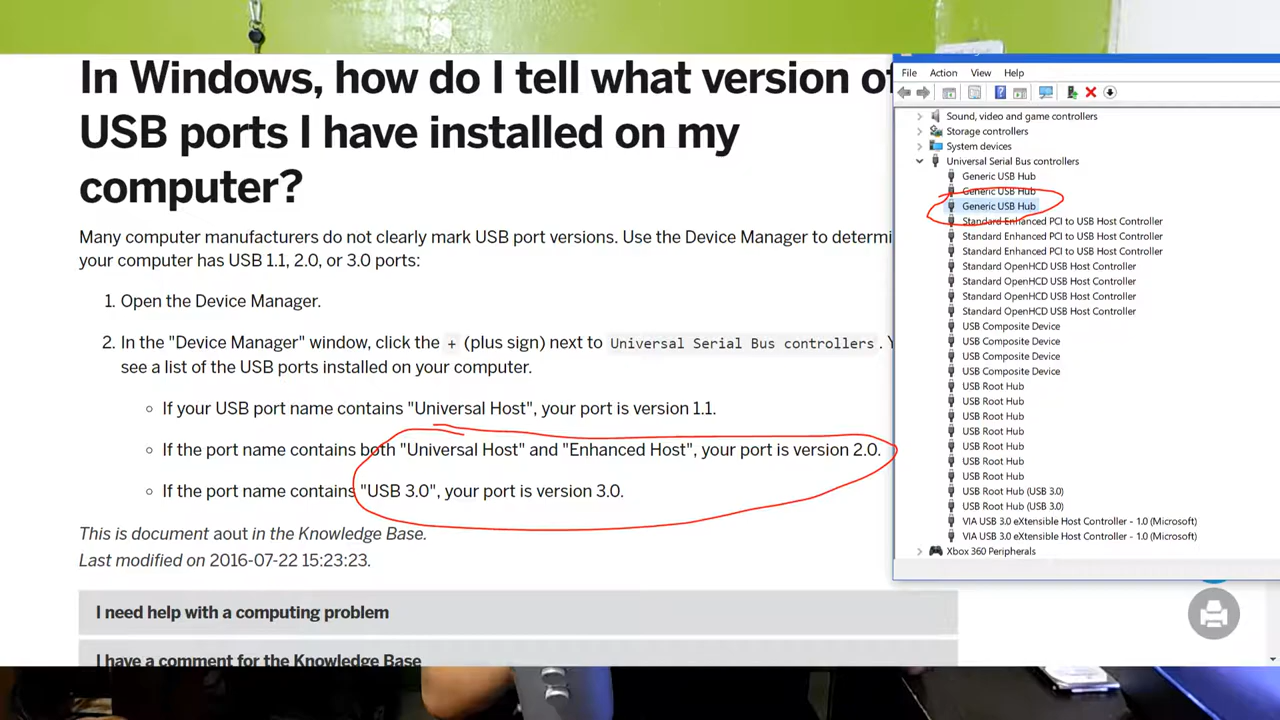 In Windows, how do I tell what version of
USB ports I have installed on my
computer?
Many computer manufacturers do not clearly mark USB port versions. Use the Device Manager to determi
your computer has USB 1.1, 2.0, or 3.0 ports:
1. Open the Device Manager.
2. In the "Device Manager" window, click the + (plus sign) next to Universal Serial Bus controllers.
see a list of the USB ports installed on your computer.
If your USB port name contains "Universal Host", your port is version 1.1.
If the port name contains both "Universal Host" and "Enhanced Host", your port is version 2.0.
If the port name contains "USB 3.0", your port is version 3.0.
This is document aout in the Knowledge Base.
Last modified on 2016-07-22 15:23:23.
I need help with a computing problem
I have a comment for the Knowledge Base
File Action View Help
Sound, video and game controllers
Storage controllers
System devices
Universal Serial Bus controllers
Generic USB Hub
Generic USB Hub
Generic USB Hub
Standard Enhanced PCI to USB Host Controller
Standard Enhanced PCI to USB Host Controller
Standard Enhanced PCI to USB Host Controller
Standard OpenHCD USB Host Controller
Standard OpenHCD USB Host Controller
Standard OpenHCD USB Host Controller
Standard OpenHCD USB Host Controller
USB Composite Device
USB Composite Device
USB Composite Device
USB Composite Device
USB Root Hub
USB Root Hub
USB Root Hub
USB Root Hub
USB Root Hub
USB Root Hub
USB Root Hub
USB Root Hub (USB 3.0)
USB Root Hub (USB 3.0)
VIA USB 3.0 eXtensible Host Controller - 1.0 (Microsoft)
VIA USB 3.0 eXtensible Host Controller - 1.0 (Microsoft)
Xbox 360 Peripherals